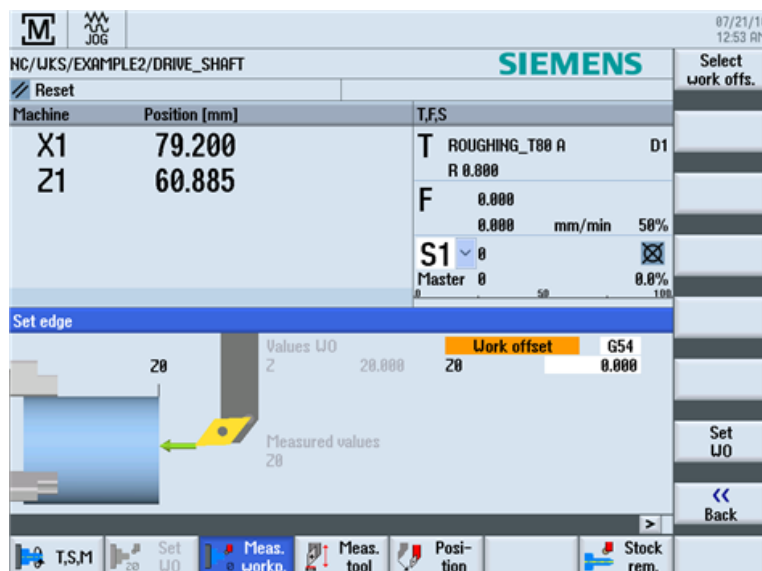 M
JOG
07/21/1
12:53 AM
NC/WKS/EXAMPLE2/DRIVE_SHAFT
SIEMENS
Select
work offs.
Reset
Machine Position [mm]
T,F,S
X1 79.200
Z1 60.885
T ROUGHING_T80 A D1
R 0.800
F 0.000
0.000 mm/min 50%
S1 0
Master 0 0.0%
0 50 100
Set edge
Z0
Values WO
Z 20.000
Work offset G54
Z0 0.000
Measured values
Z0
Set
WO
<<
Back
>
T,S,M
Set
WO
Meas.
workp.
Meas.
tool
Posi-
tion
Stock
rem.